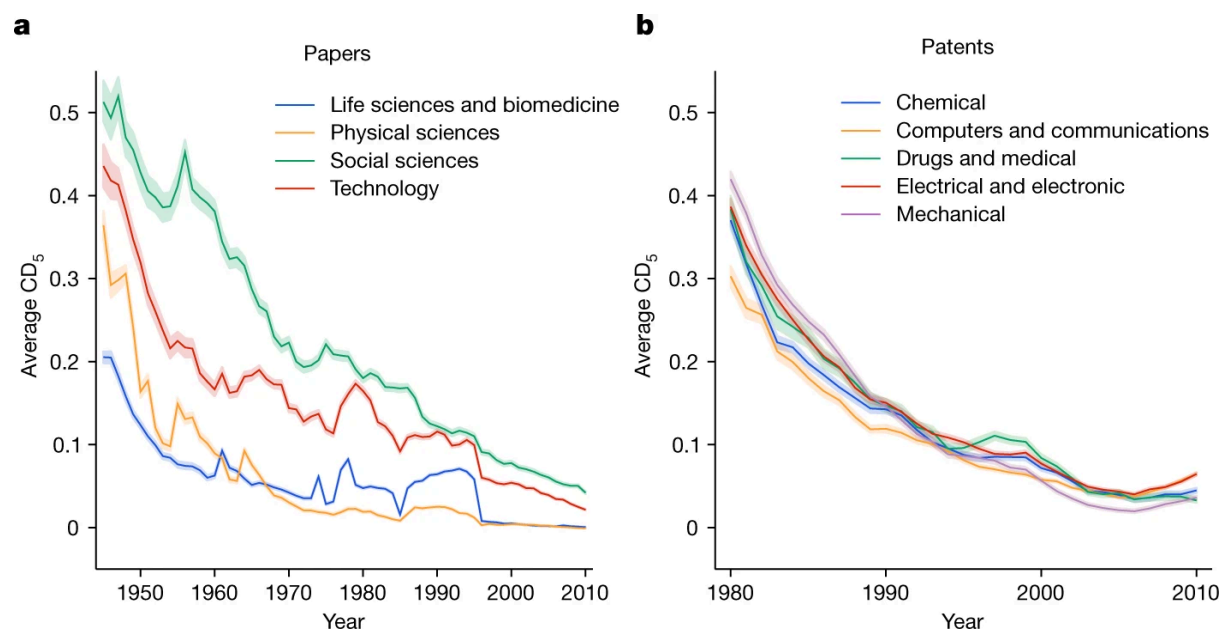 a
Papers
Life sciences and biomedicine
Physical sciences
Social sciences
Technology
Average CD5
0.5
0.4
0.3
0.2
0.1
0
1950 1960 1970 1980 1990 2000 2010
Year
b
Patents
Chemical
Computers and communications
Drugs and medical
Electrical and electronic
Mechanical
Average CD5
0.5
0.4
0.3
0.2
0.1
0
1980 1990 2000 2010
Year